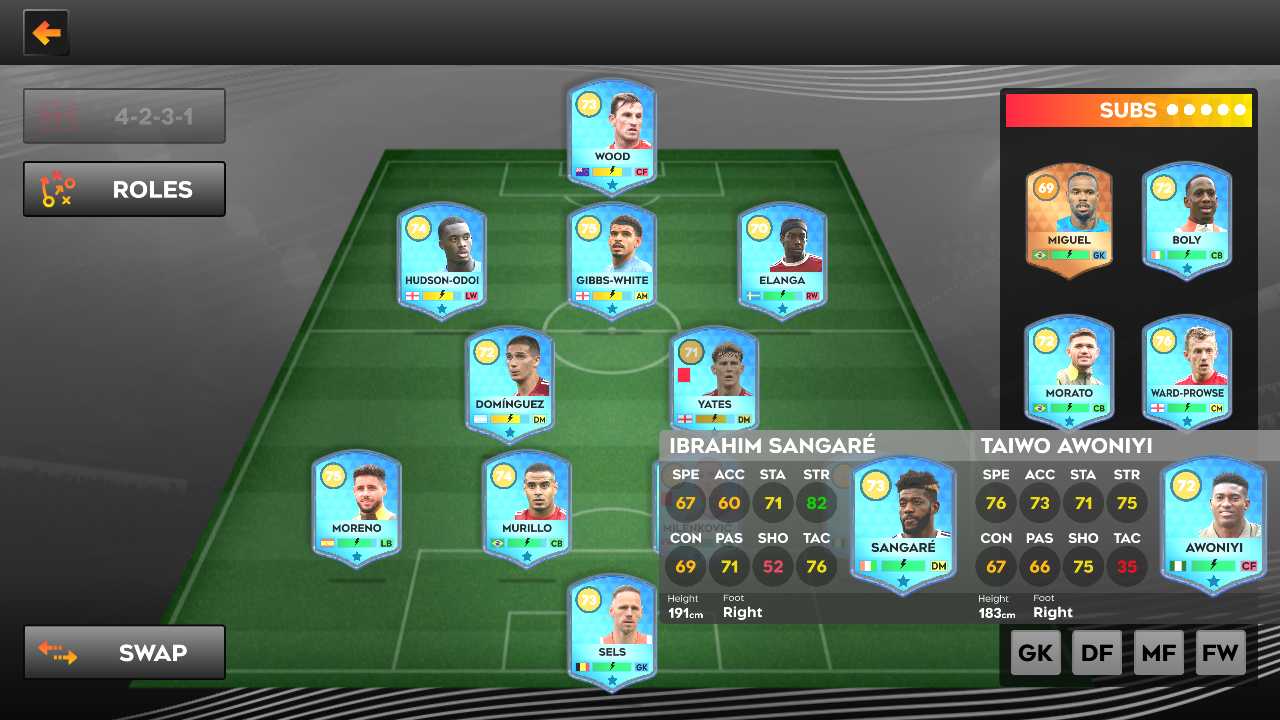 4-2-3-1
ROLES
SUBS
73
WOOD
CF
69
MIGUEL
GK
72
BOLY
CB
74
HUDSON-ODOI
LW
75
GIBBS-WHITE
AM
70
ELANGA
RW
72
DOMÍNGUEZ
DM
71
YATES
DM
72
MORATO
CB
76
WARD-PROWSE
CM
75
MORENO
LB
74
MURILLO
CB
MILENKOVIĆ
IBRAHIM SANGARÉ
SPE ACC STA STR
67 60 71 82
CON PAS SHO TAC
69 71 52 76
Height Foot
191cm Right
73
SANGARÉ
DM
TAIWO AWONIYI
SPE ACC STA STR
76 73 71 75
CON PAS SHO TAC
67 66 75 35
Height Foot
183cm Right
72
AWONIYI
CF
73
SELS
GK
SWAP
GK DF MF FW